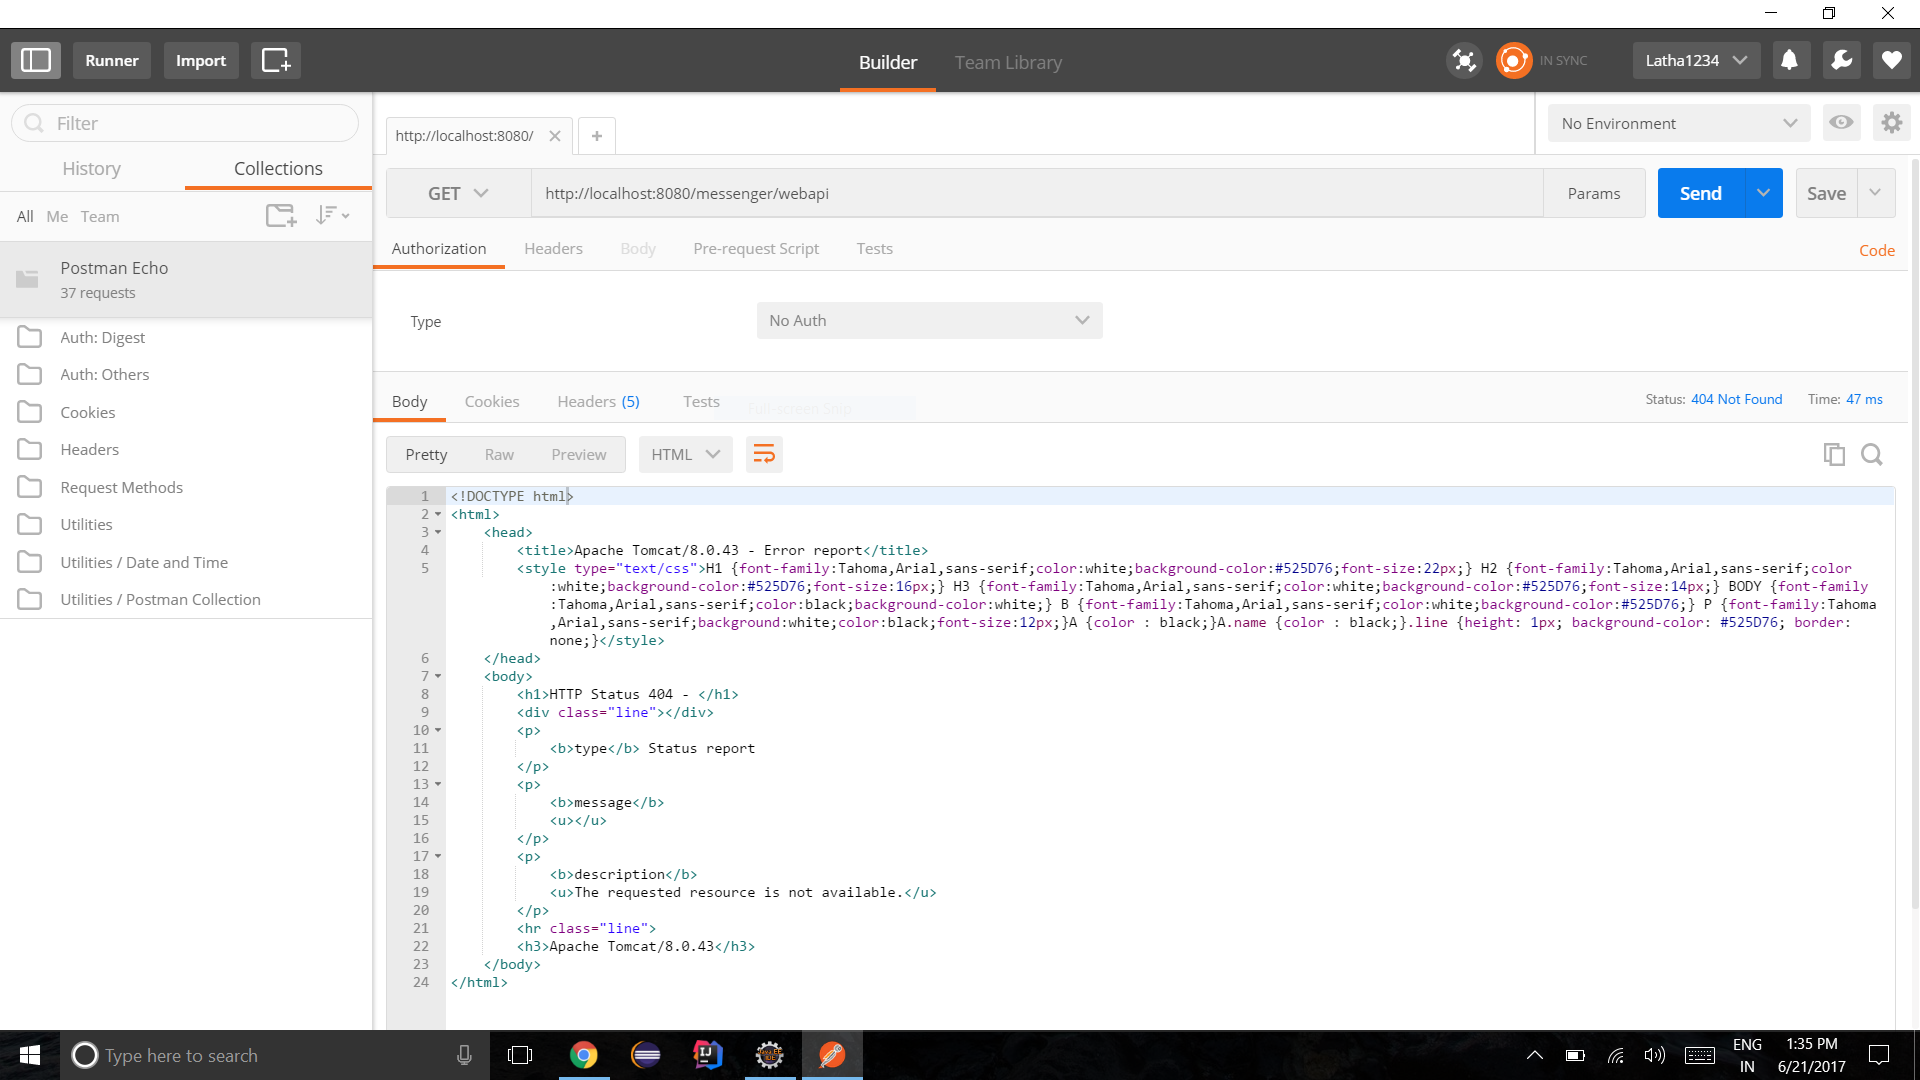 Runner
Import
Builder
Team Library
IN SYNC
Latha1234
Filter
History
Collections
All Me Team
Postman Echo
37 requests
Auth: Digest
Auth: Others
Cookies
Headers
Request Methods
Utilities
Utilities / Date and Time
Utilities / Postman Collection
http://localhost:8080/
No Environment
GET
http://localhost:8080/messenger/webapi
Params
Send
Save
Authorization
Headers
Body
Pre-request Script
Tests
Code
Type
No Auth
Body
Cookies
Headers (5)
Tests
Full-screen Snip
Status: 404 Not Found
Time: 47 ms
Pretty
Raw
Preview
HTML
1 <!DOCTYPE html>
2 <html>
3 <head>
4 <title>Apache Tomcat/8.0.43 - Error report</title>
5 <style type="text/css">H1 {font-family:Tahoma,Arial,sans-serif;color:white;background-color:#525D76;font-size:22px;} H2 {font-family:Tahoma,Arial,sans-serif;color
:white;background-color:#525D76;font-size:16px;} H3 {font-family:Tahoma,Arial,sans-serif;color:white;background-color:#525D76;font-size:14px;} BODY {font-family
:Tahoma,Arial,sans-serif;color:black;background-color:white;} B {font-family:Tahoma,Arial,sans-serif;color:white;background-color:#525D76;} P {font-family:Tahoma
,Arial,sans-serif;background:white;color:black;font-size:12px;}A {color : black;}A.name {color : black;}.line {height: 1px; background-color: #525D76; border:
none;}</style>
6 </head>
7 <body>
8 <h1>HTTP Status 404 - </h1>
9 <div class="line"></div>
10 <p>
11 <b>type</b> Status report
12 </p>
13 <p>
14 <b>message</b>
15 <u></u>
16 </p>
17 <p>
18 <b>description</b>
19 <u>The requested resource is not available.</u>
20 </p>
21 <hr class="line">
22 <h3>Apache Tomcat/8.0.43</h3>
23 </body>
24 </html>
Type here to search
ENG
IN
1:35 PM
6/21/2017